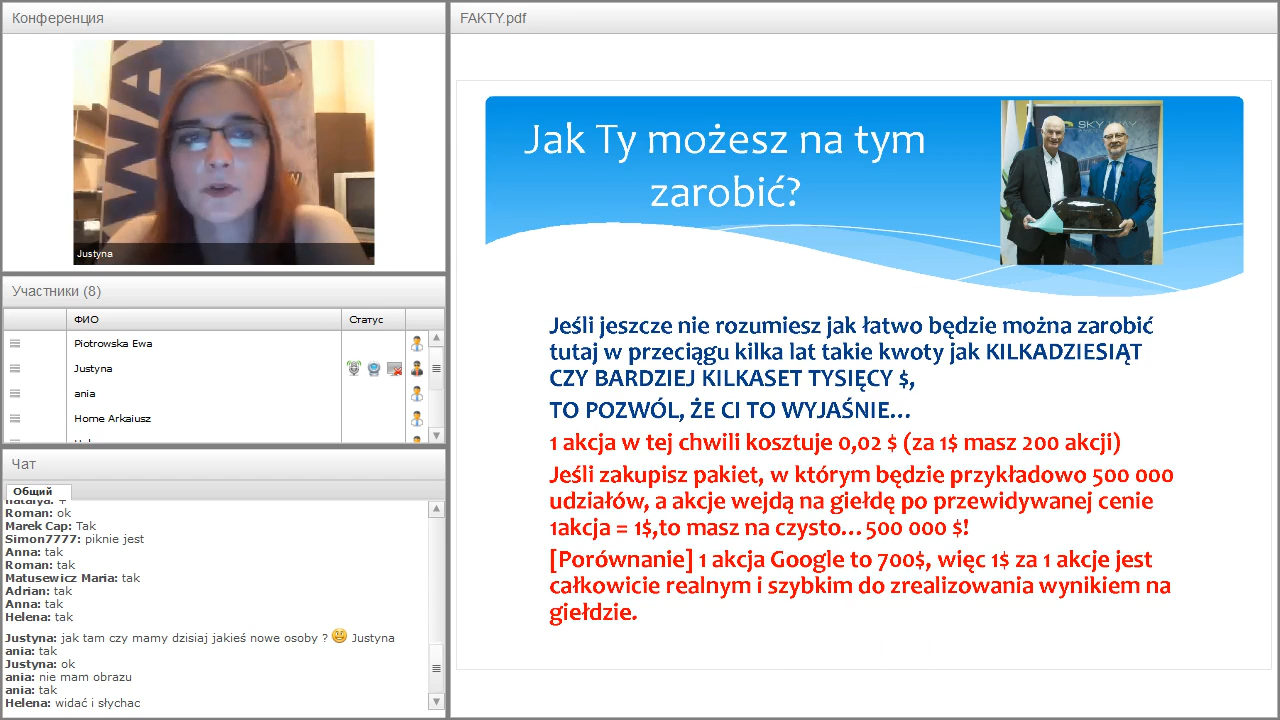 Конференция
WAY
W
Justyna
Участники (8)
ФИО
Статус
Piotrowska Ewa
Justyna
ania
Home Arkaiusz
Чат
Общий
natalya: +
Roman: ok
Marek Cap: Tak
Simon7777: piknie jest
Anna: tak
Roman: tak
Matusewicz Maria: tak
Adrian: tak
Anna: tak
Helena: tak
Justyna: jak tam czy mamy dzisiaj jakieś nowe osoby ? Justyna
ania: tak
Justyna: ok
ania: nie mam obrazu
ania: tak
Helena: widać i słychac
FAKTY.pdf
Jak Ty możesz na tym
zarobić?
SKY WAY
Jeśli jeszcze nie rozumiesz jak łatwo będzie można zarobić
tutaj w przeciągu kilka lat takie kwoty jak KILKADZIESIĄT
CZY BARDZIEJ KILKASET TYSIĘCY $,
TO POZWÓL, ŻE CI TO WYJAŚNIE...
1 akcja w tej chwili kosztuje 0,02 $ (za 1$ masz 200 akcji)
Jeśli zakupisz pakiet, w którym będzie przykładowo 500 000
udziałów, a akcje wejdą na giełdę po przewidywanej cenie
1akcja = 1$,to masz na czysto... 500 000 $!
[Porównanie] 1 akcja Google to 700$, więc 1$ za 1 akcje jest
całkowicie realnym i szybkim do zrealizowania wynikiem na
giełdzie.